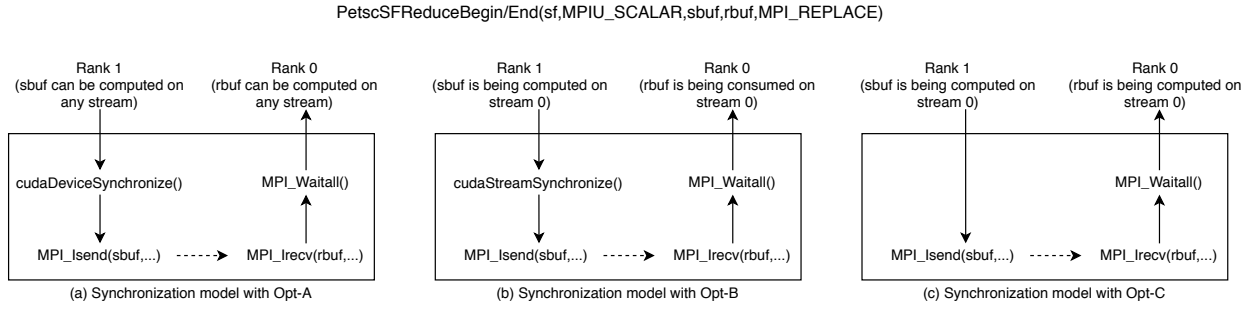 PetscSFReduceBegin/End(sf,MPIU_SCALAR,sbuf,rbuf,MPI_REPLACE)
Rank 1
(sbuf can be computed on
any stream)
Rank 0
(rbuf can be computed on
any stream)
cudaDeviceSynchronize()
MPI_Waitall()
MPI_Isend(sbuf,...)
MPI_Irecv(rbuf,...)
(a) Synchronization model with Opt-A
Rank 1
(sbuf is being computed on
stream 0)
Rank 0
(rbuf is being consumed on
stream 0)
cudaStreamSynchronize()
MPI_Waitall()
MPI_Isend(sbuf,...)
MPI_Irecv(rbuf,...)
(b) Synchronization model with Opt-B
Rank 1
(sbuf is being computed on
stream 0)
Rank 0
(rbuf is being consumed on
stream 0)
MPI_Waitall()
MPI_Isend(sbuf,...)
MPI_Irecv(rbuf,...)
(c) Synchronization model with Opt-C